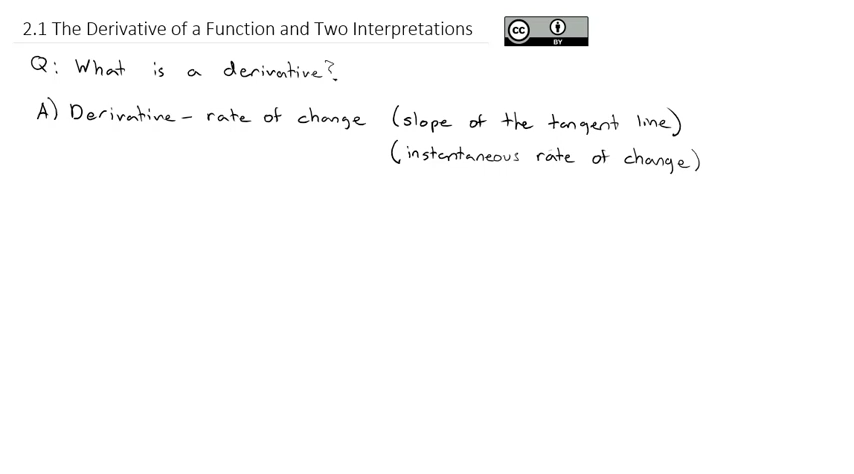 2.1 The Derivative of a Function and Two Interpretations
cc BY
Q: What is a derivative?
A) Derivative - rate of change (slope of the tangent line)
(instantaneous rate of change)